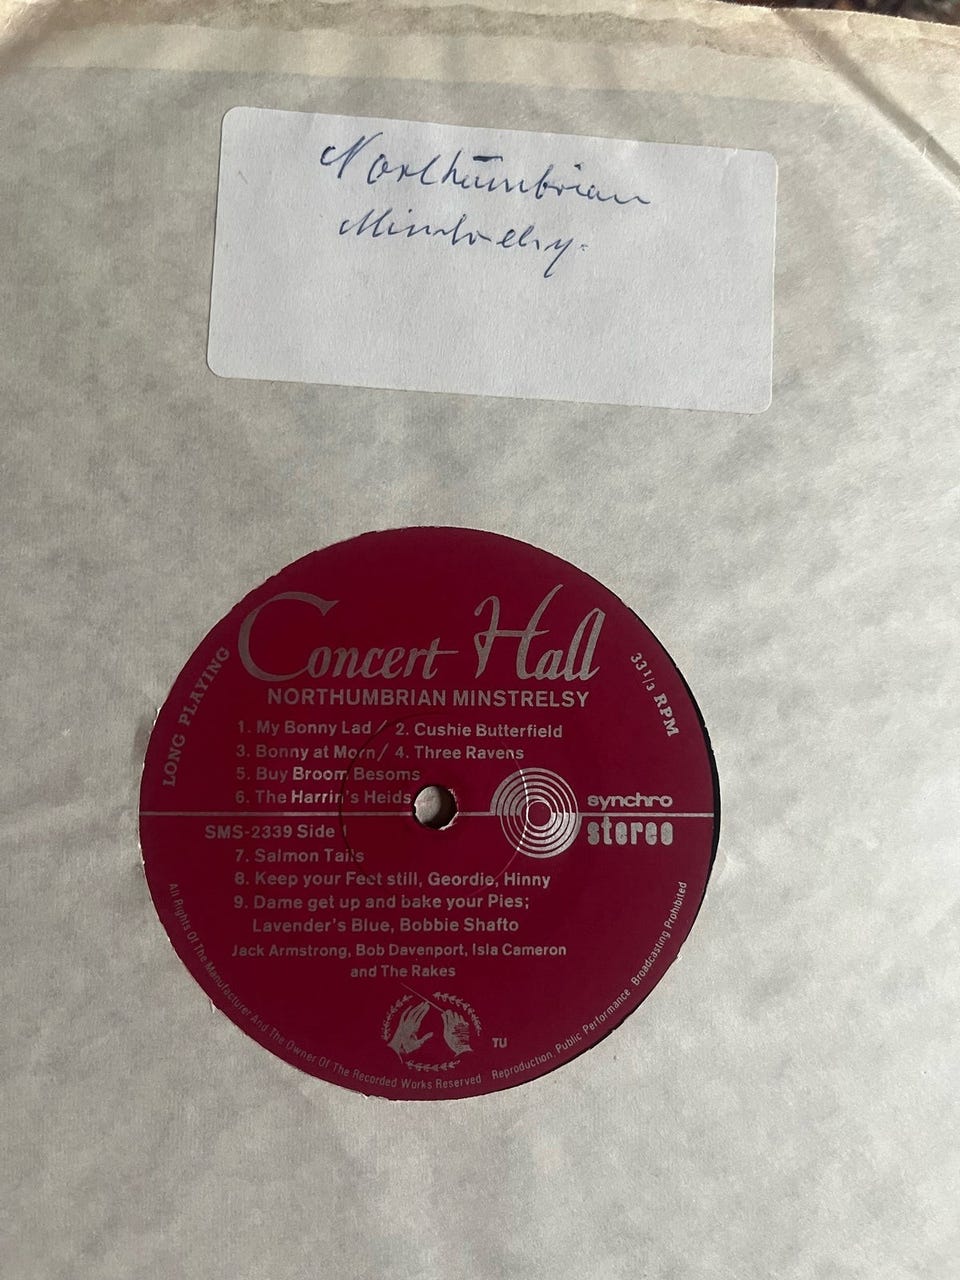 Northumbrian
Minstrelsy.
Concert Hall
LONG PLAYING
33 1/3 RPM
NORTHUMBRIAN MINSTRELSY
1. My Bonny Lad / 2. Cushie Butterfield
3. Bonny at Morn / 4. Three Ravens
5. Buy Broom Besoms
6. The Harrin's Heids
synchro
stereo
SMS-2339 Side 1
7. Salmon Tails
8. Keep your Feet still, Geordie, Hinny
9. Dame get up and bake your Pies;
Lavender's Blue, Bobbie Shafto
Jack Armstrong, Bob Davenport, Isla Cameron
and The Rakes
TU
All Rights Of The Manufacturer And The Owner Of The Recorded Works Reserved Reproduction, Public Performance, Broadcasting Prohibited